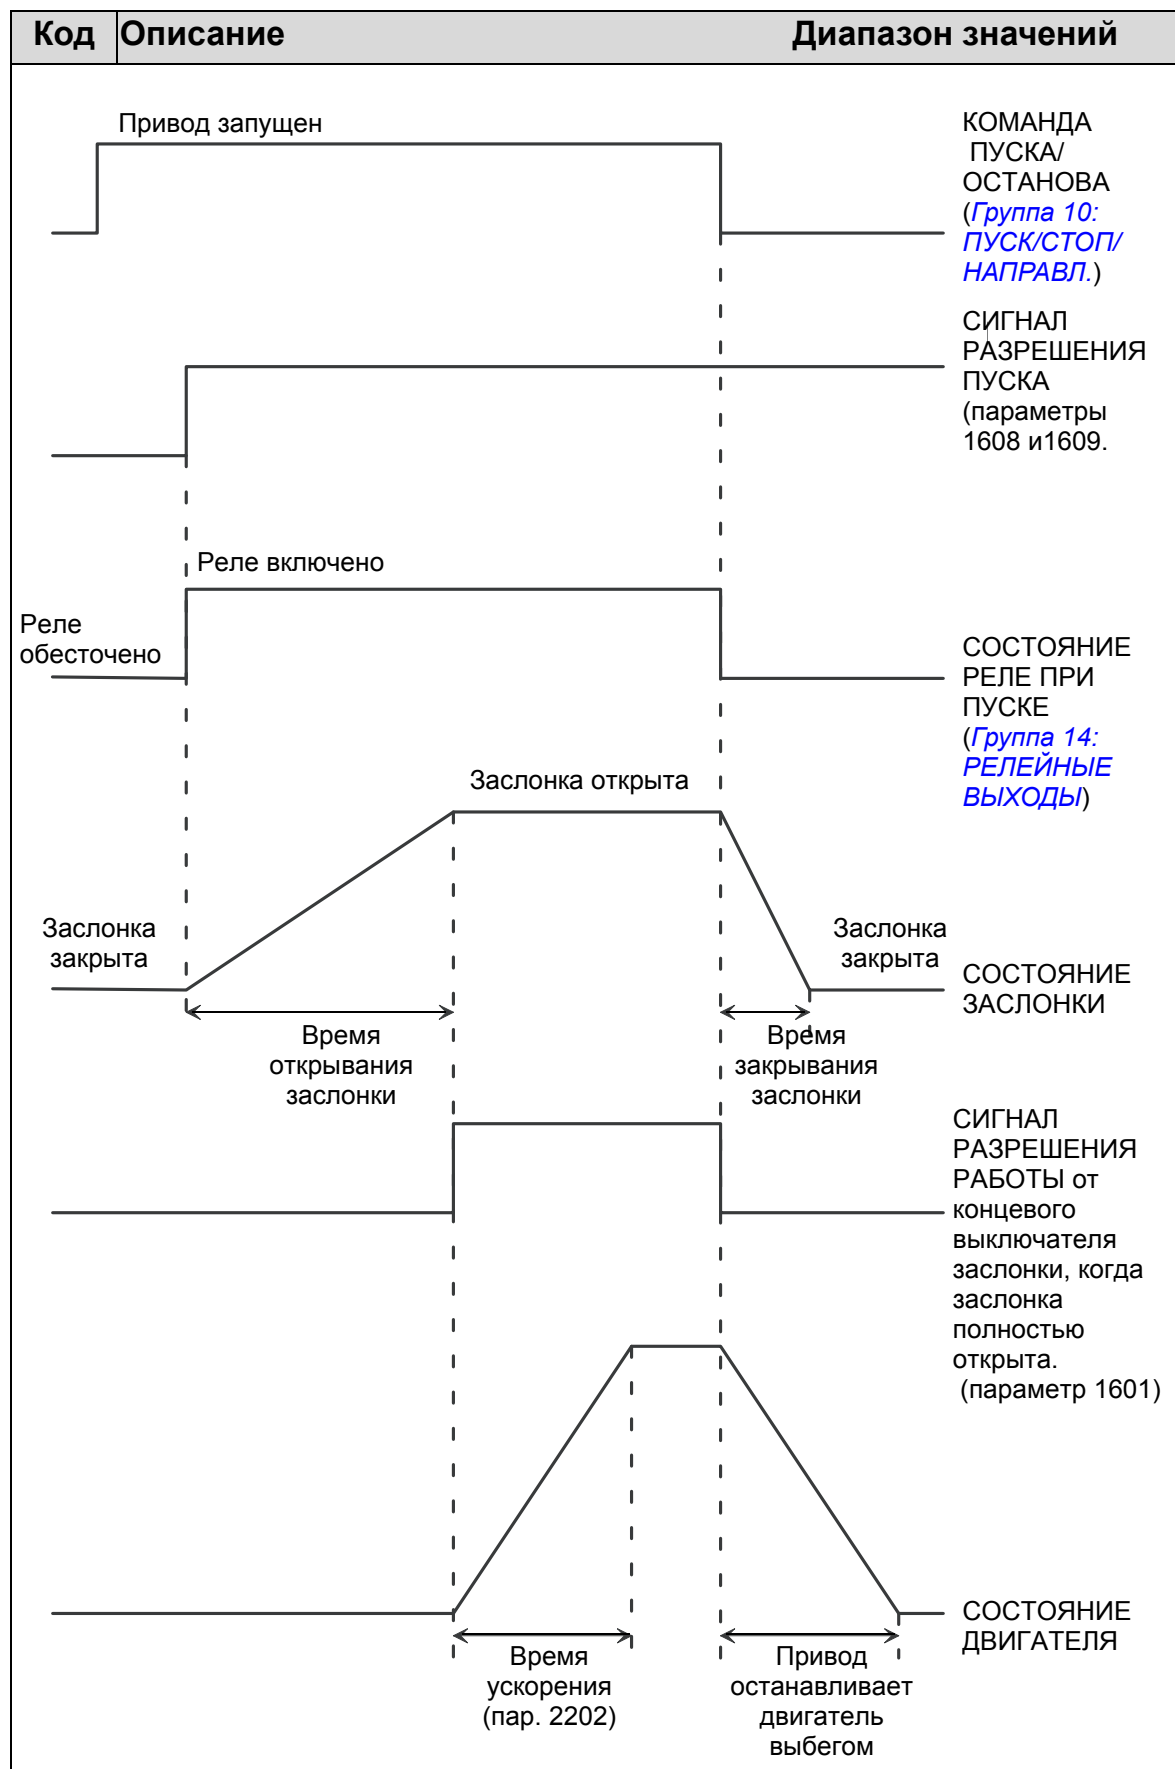 Код Описание Диапазон значений
Привод запущен
КОМАНДА
ПУСКА/
ОСТАНОВА
(Группа 10:
ПУСК/СТОП/
НАПРАВЛ.)
СИГНАЛ
РАЗРЕШЕНИЯ
ПУСКА
(параметры
1608 и1609.
Реле включено
Реле
обесточено
СОСТОЯНИЕ
РЕЛЕ ПРИ
ПУСКЕ
(Группа 14:
РЕЛЕЙНЫЕ
ВЫХОДЫ)
Заслонка открыта
Заслонка
закрыта
Заслонка
закрыта
СОСТОЯНИЕ
ЗАСЛОНКИ
Время
открывания
заслонки
Время
закрывания
заслонки
СИГНАЛ
РАЗРЕШЕНИЯ
РАБОТЫ от
концевого
выключателя
заслонки, когда
заслонка
полностью
открыта.
(параметр 1601)
СОСТОЯНИЕ
ДВИГАТЕЛЯ
Время
ускорения
(пар. 2202)
Привод
останавливает
двигатель
выбегом